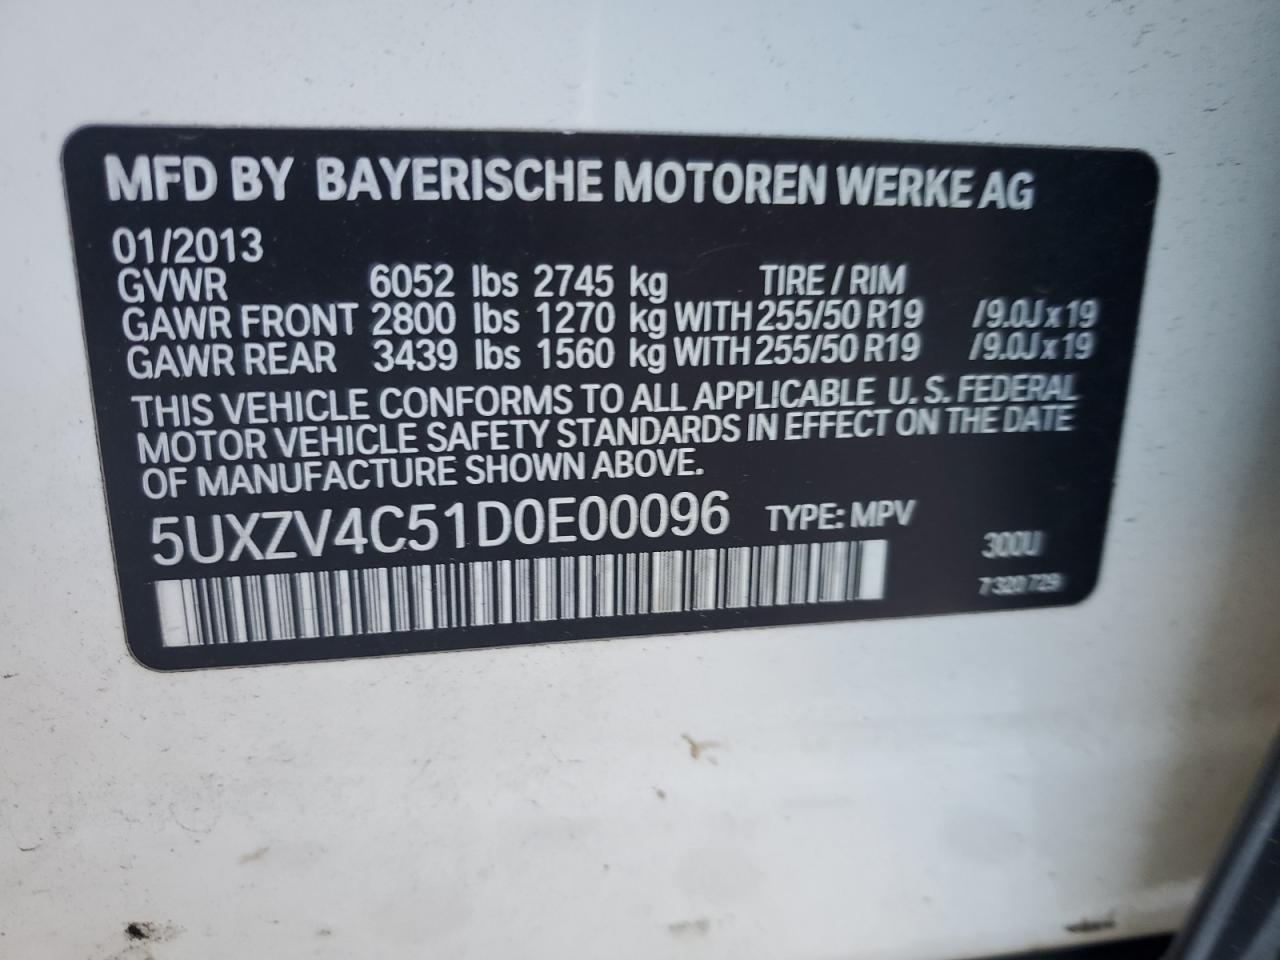 MFD BY BAYERISCHE MOTOREN WERKE AG
01/2013
GVWR 6052 lbs 2745 kg TIRE / RIM
GAWR FRONT 2800 lbs 1270 kg WITH 255/50 R19 /9.0J x 19
GAWR REAR 3439 lbs 1560 kg WITH 255/50 R19 /9.0J x 19
THIS VEHICLE CONFORMS TO ALL APPLICABLE U. S. FEDERAL
MOTOR VEHICLE SAFETY STANDARDS IN EFFECT ON THE DATE
OF MANUFACTURE SHOWN ABOVE.
5UXZV4C51D0E00096 TYPE: MPV
300U
7 320 729